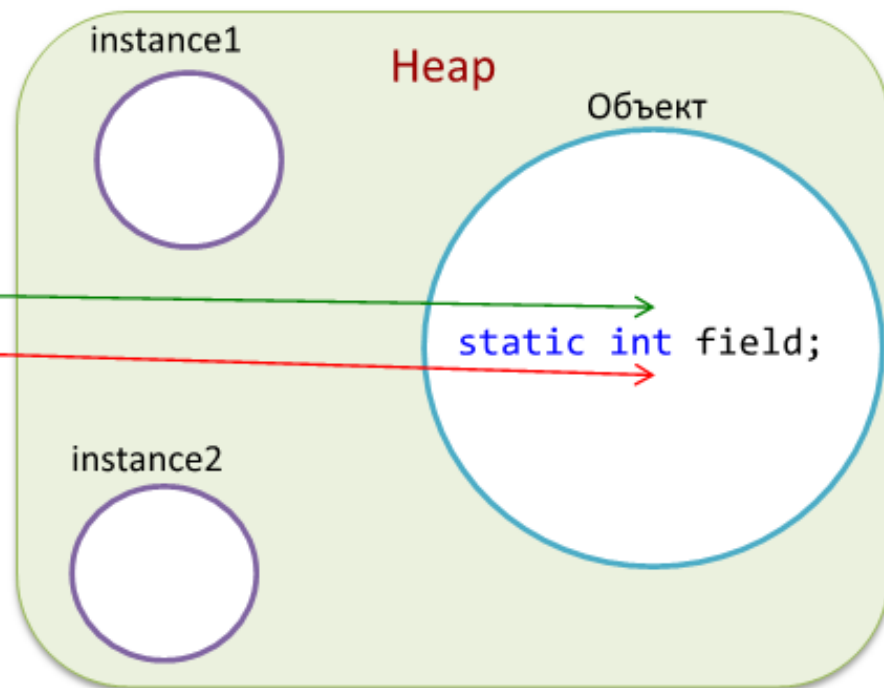 instance1
Heap
Объект
static int field;
instance2